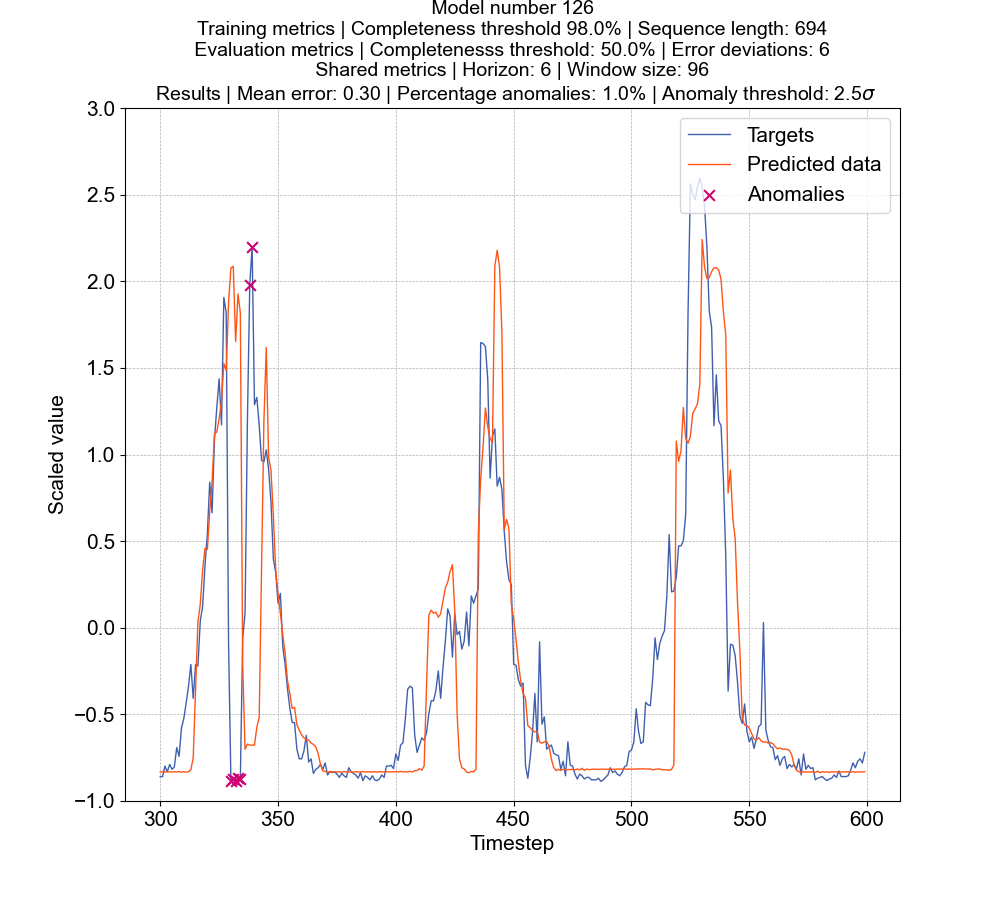 Model number 126
Training metrics | Completeness threshold 98.0% | Sequence length: 694
Evaluation metrics | Completenesss threshold: 50.0% | Error deviations: 6
Shared metrics | Horizon: 6 | Window size: 96
Results | Mean error: 0.30 | Percentage anomalies: 1.0% | Anomaly threshold: 2.5σ
3.0
2.5
2.0
1.5
1.0
0.5
0.0
−0.5
−1.0
Scaled value
Targets
Predicted data
Anomalies
300
350
400
450
500
550
600
Timestep